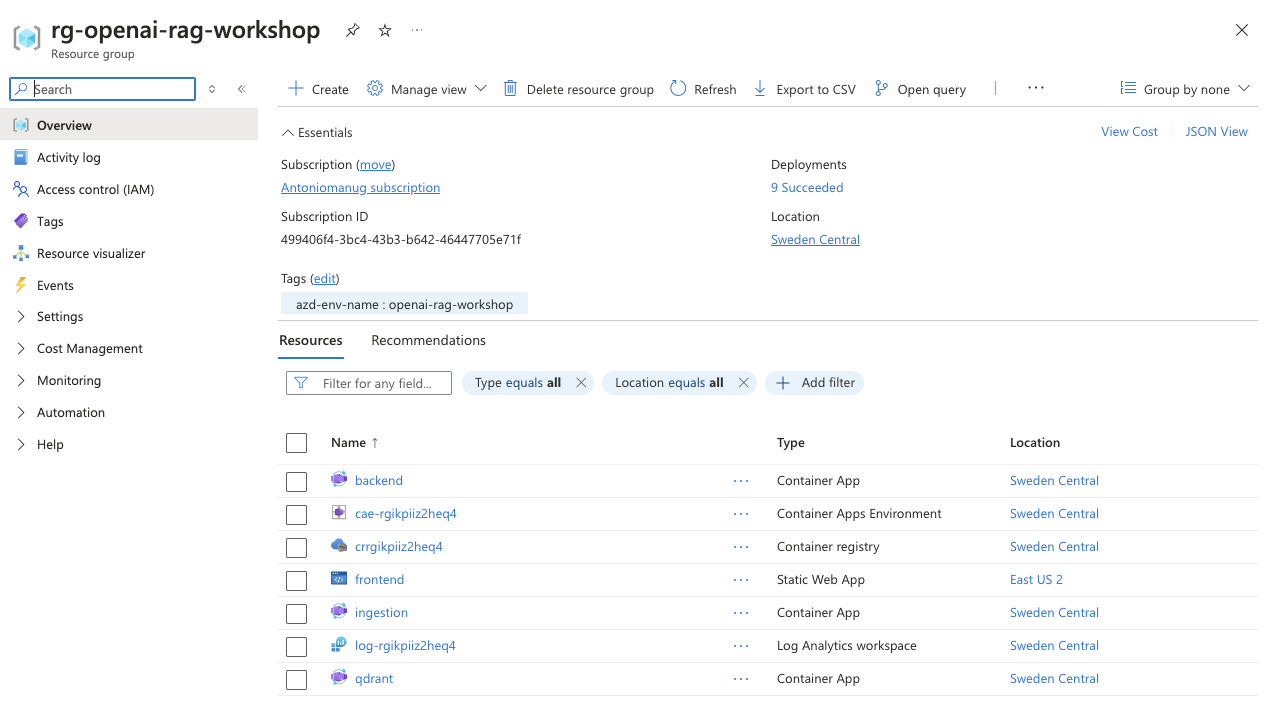 rg-openai-rag-workshop
Resource group
Search
Overview
Activity log
Access control (IAM)
Tags
Resource visualizer
Events
Settings
Cost Management
Monitoring
Automation
Help
Create Manage view Delete resource group Refresh Export to CSV Open query Group by none
Essentials View Cost JSON View
Subscription (move)
Antoniomanug subscription
Subscription ID
499406f4-3bc4-43b3-b642-46447705e71f
Deployments
9 Succeeded
Location
Sweden Central
Tags (edit)
azd-env-name : openai-rag-workshop
Resources Recommendations
Filter for any field... Type equals all Location equals all Add filter
Name ↑ Type Location
backend ... Container App Sweden Central
cae-rgikpiiz2heq4 ... Container Apps Environment Sweden Central
crrgikpiiz2heq4 ... Container registry Sweden Central
frontend ... Static Web App East US 2
ingestion ... Container App Sweden Central
log-rgikpiiz2heq4 ... Log Analytics workspace Sweden Central
qdrant ... Container App Sweden Central